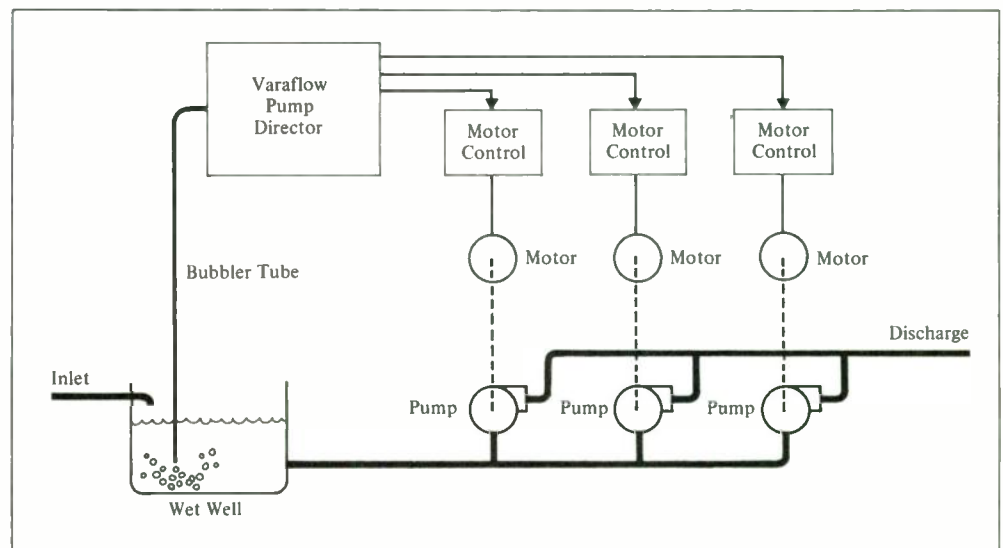 Varaflow
Pump
Director
Motor
Control
Motor
Control
Motor
Control
Motor
Motor
Motor
Bubbler Tube
Discharge
Inlet
Pump
Pump
Pump
Wet Well